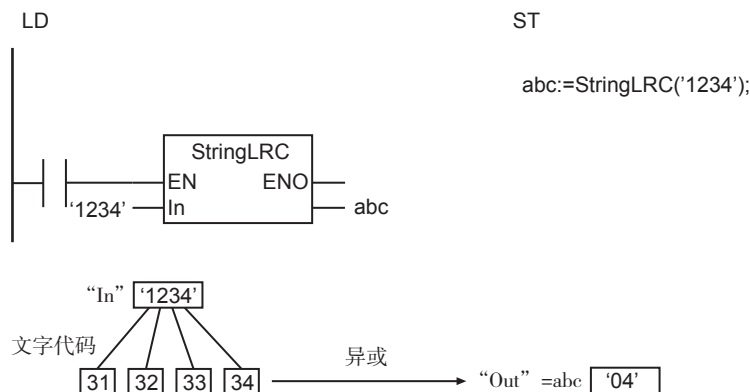 LD
ST
abc:=StringLRC('1234');
StringLRC
EN ENO
'1234' In abc
“In” '1234'
文字代码
异或
31 32 33 34 “Out” =abc '04'